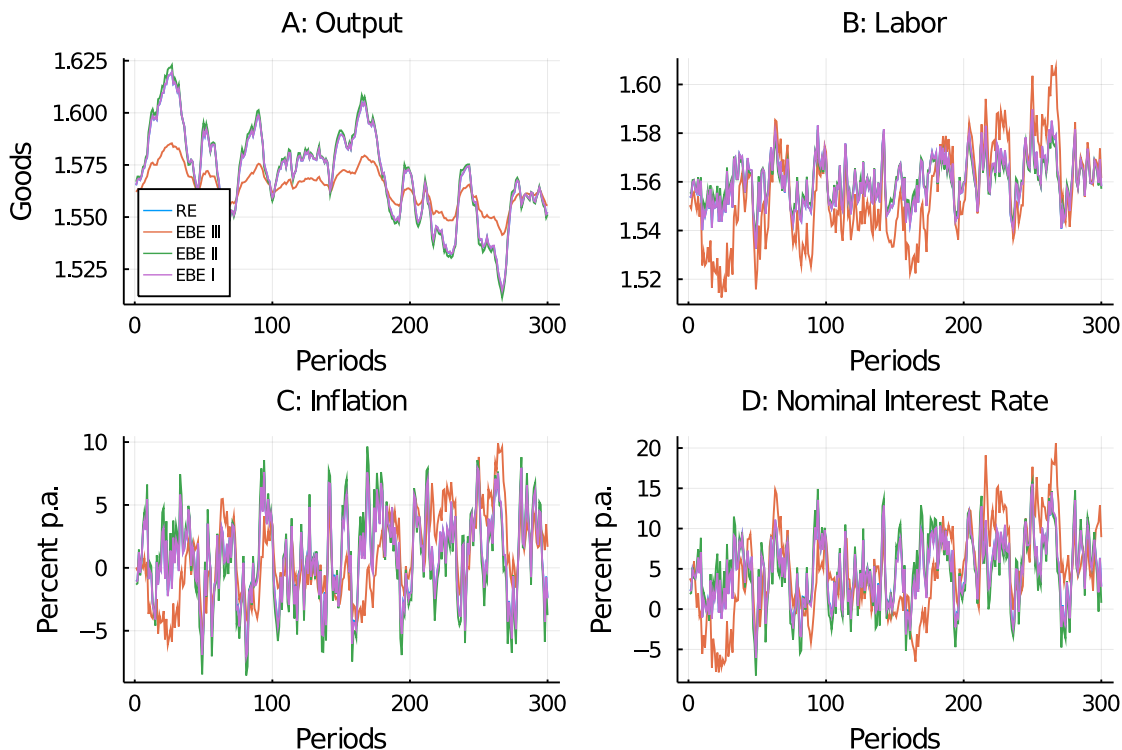 A: Output
Goods
1.625
1.600
1.575
1.550
1.525
RE
EBE III
EBE II
EBE I
0
100
200
300
Periods
B: Labor
1.60
1.58
1.56
1.54
1.52
0
100
200
300
Periods
C: Inflation
Percent p.a.
10
5
0
−5
0
100
200
300
Periods
D: Nominal Interest Rate
Percent p.a.
20
15
10
5
0
−5
0
100
200
300
Periods